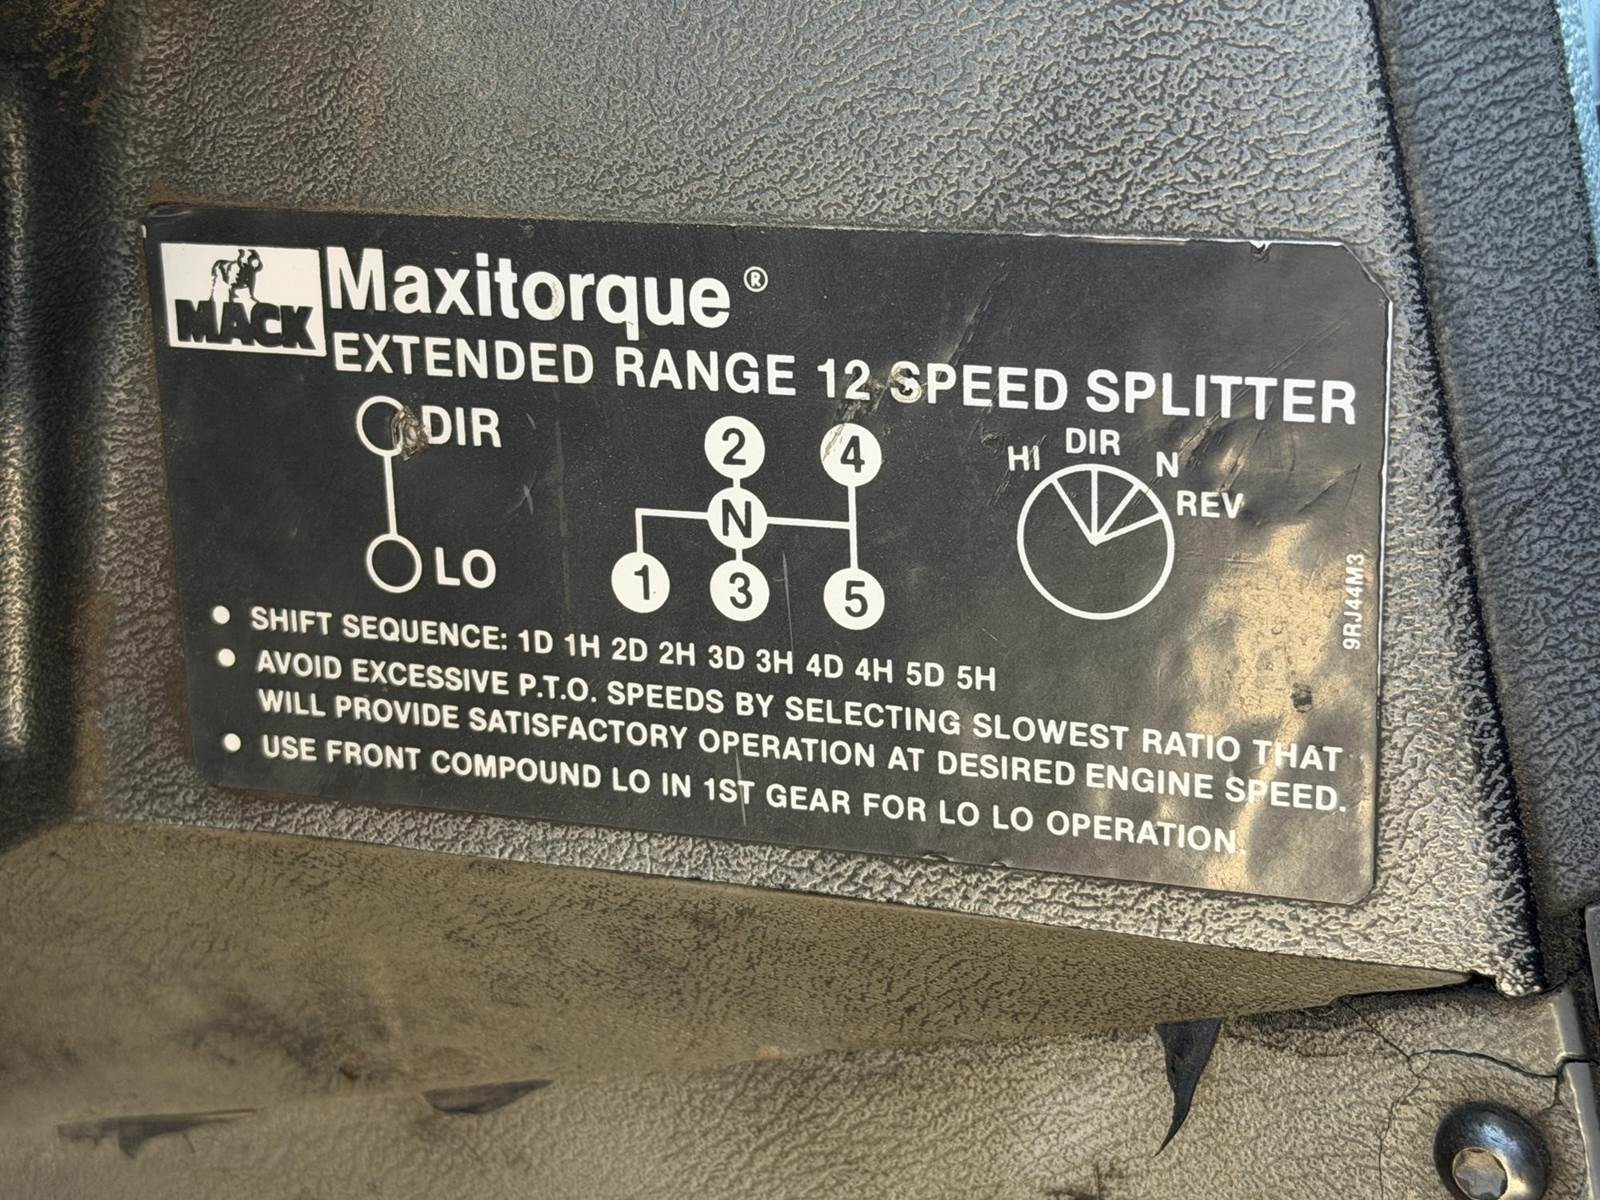 MACK
Maxitorque®
EXTENDED RANGE 12 SPEED SPLITTER
DIR
LO
2
4
N
1
3
5
HI
DIR
N
REV
9RJ44M3
• SHIFT SEQUENCE: 1D 1H 2D 2H 3D 3H 4D 4H 5D 5H
• AVOID EXCESSIVE P.T.O. SPEEDS BY SELECTING SLOWEST RATIO THAT
WILL PROVIDE SATISFACTORY OPERATION AT DESIRED ENGINE SPEED.
• USE FRONT COMPOUND LO IN 1ST GEAR FOR LO LO OPERATION.